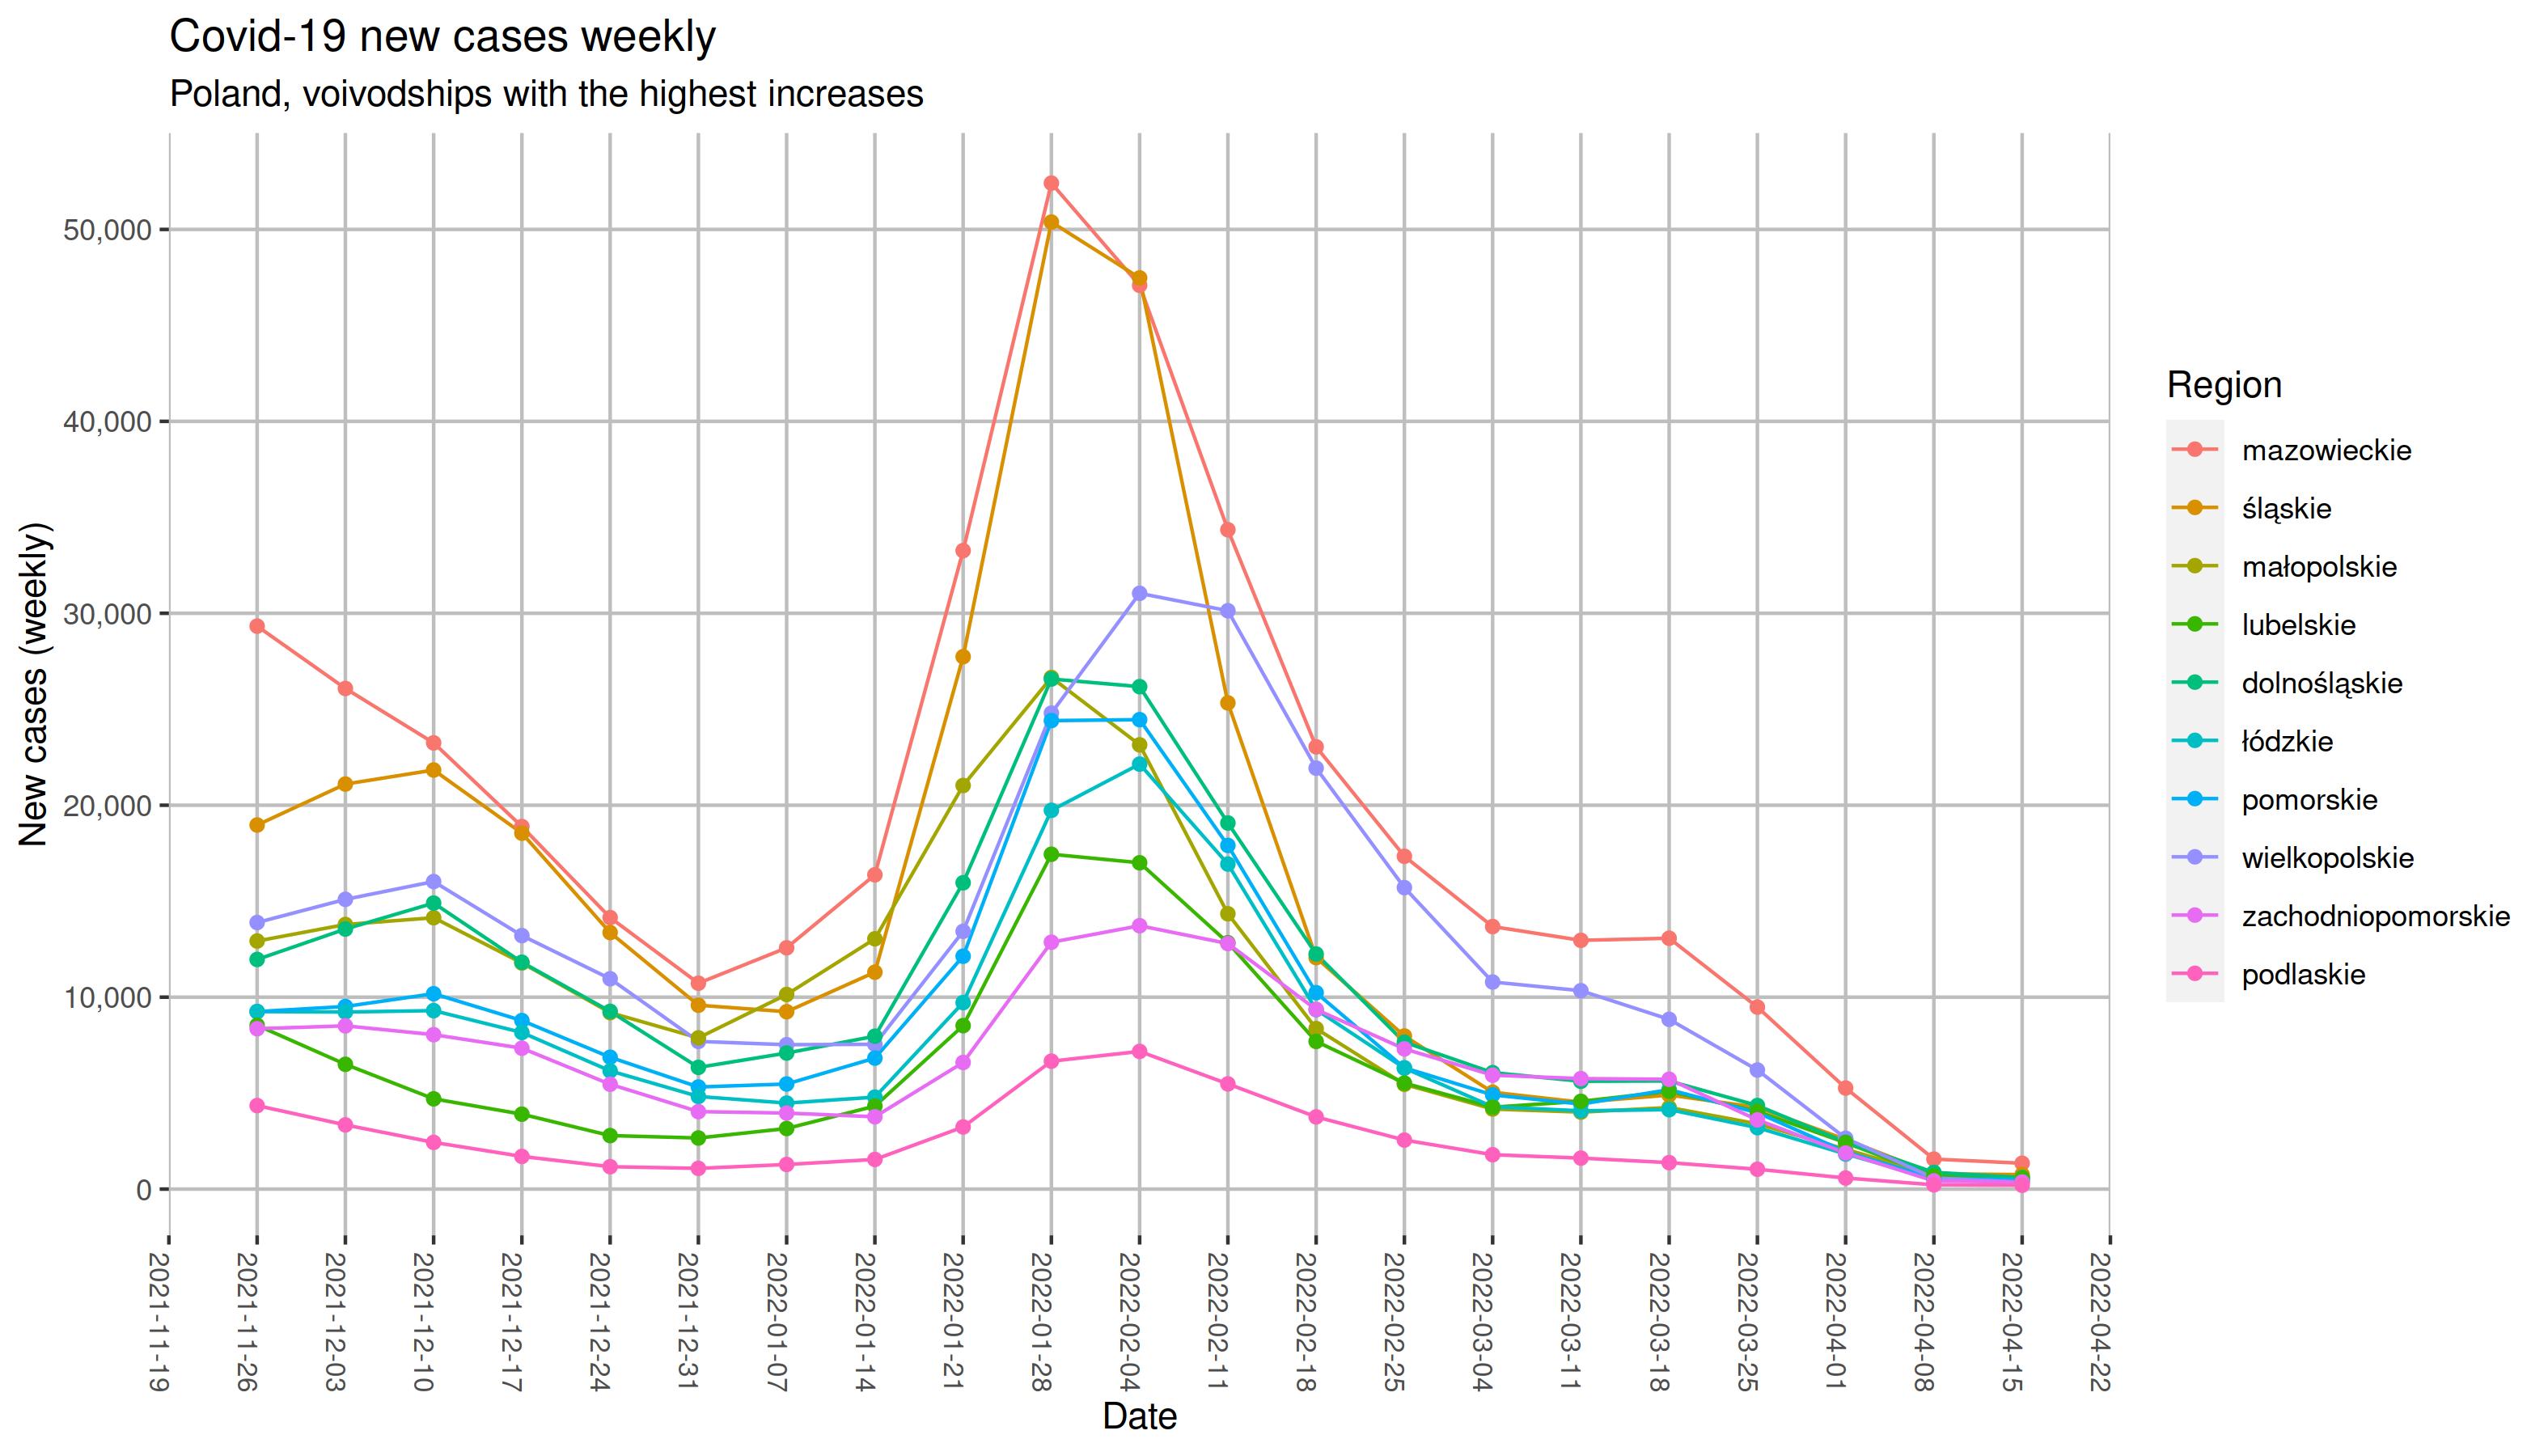 Covid-19 new cases weekly
Poland, voivodships with the highest increases
New cases (weekly)
50,000
40,000
30,000
20,000
10,000
0
2021-11-19
2021-11-26
2021-12-03
2021-12-10
2021-12-17
2021-12-24
2021-12-31
2022-01-07
2022-01-14
2022-01-21
2022-01-28
2022-02-04
2022-02-11
2022-02-18
2022-02-25
2022-03-04
2022-03-11
2022-03-18
2022-03-25
2022-04-01
2022-04-08
2022-04-15
2022-04-22
Date
Region
mazowieckie
śląskie
małopolskie
lubelskie
dolnośląskie
łódzkie
pomorskie
wielkopolskie
zachodniopomorskie
podlaskie